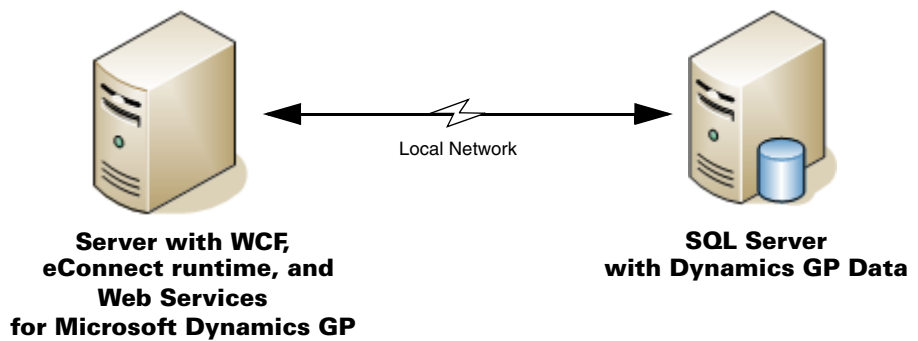 Local Network
Server with WCF,
eConnect runtime, and
Web Services
for Microsoft Dynamics GP
SQL Server
with Dynamics GP Data